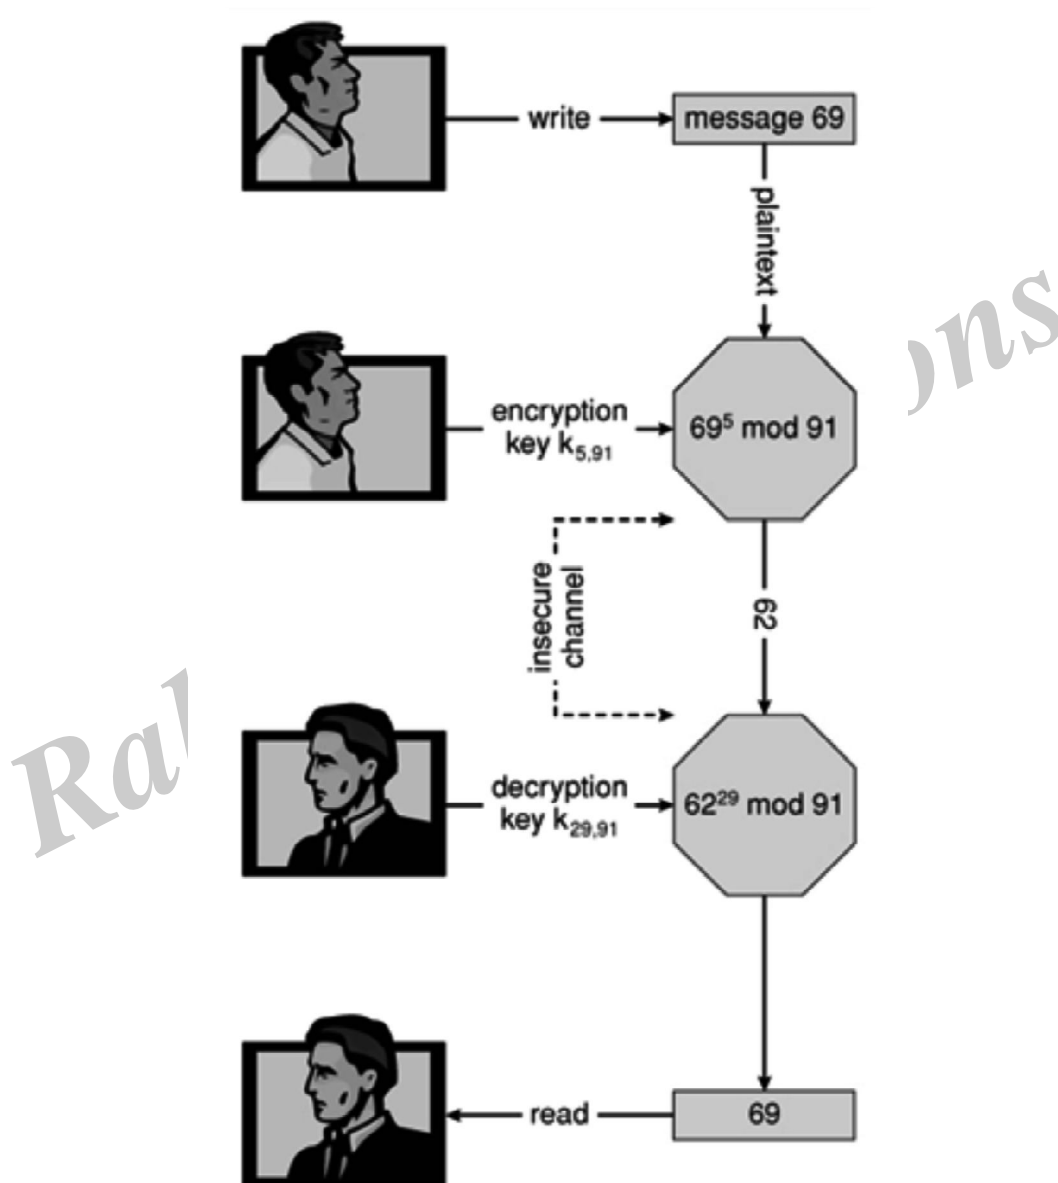 write
message 69
plaintext
encryption
key k5,91
69⁵ mod 91
insecure
channel
62
decryption
key k29,91
62²⁹ mod 91
read
69